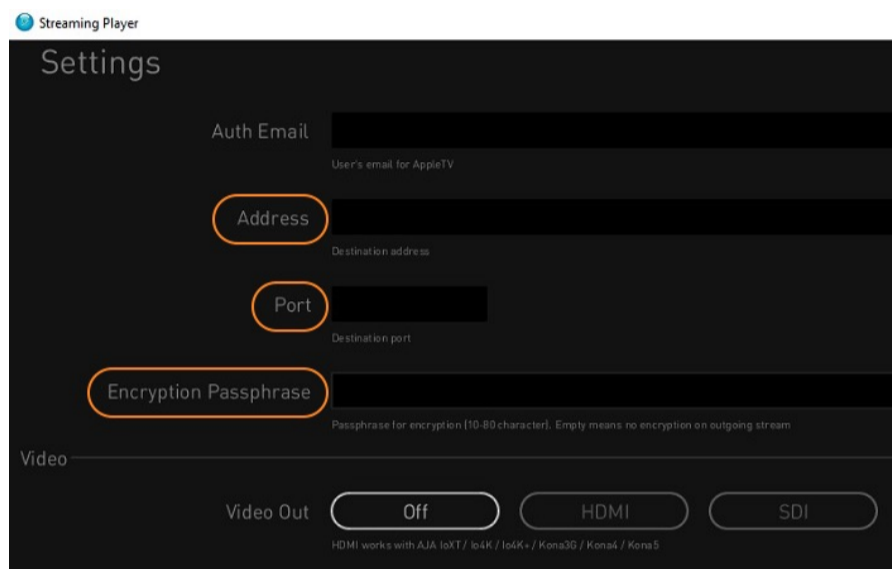 Streaming Player
Settings
Auth Email
User's email for AppleTV
Address
Destination address
Port
Destination port
Encryption Passphrase
Passphrase for encryption (10-80 character). Empty means no encryption on outgoing stream
Video
Video Out Off HDMI SDI
HDMI works with AJA IoXT / Io4K / Io4K+ / Kona3G / Kona4 / Kona5